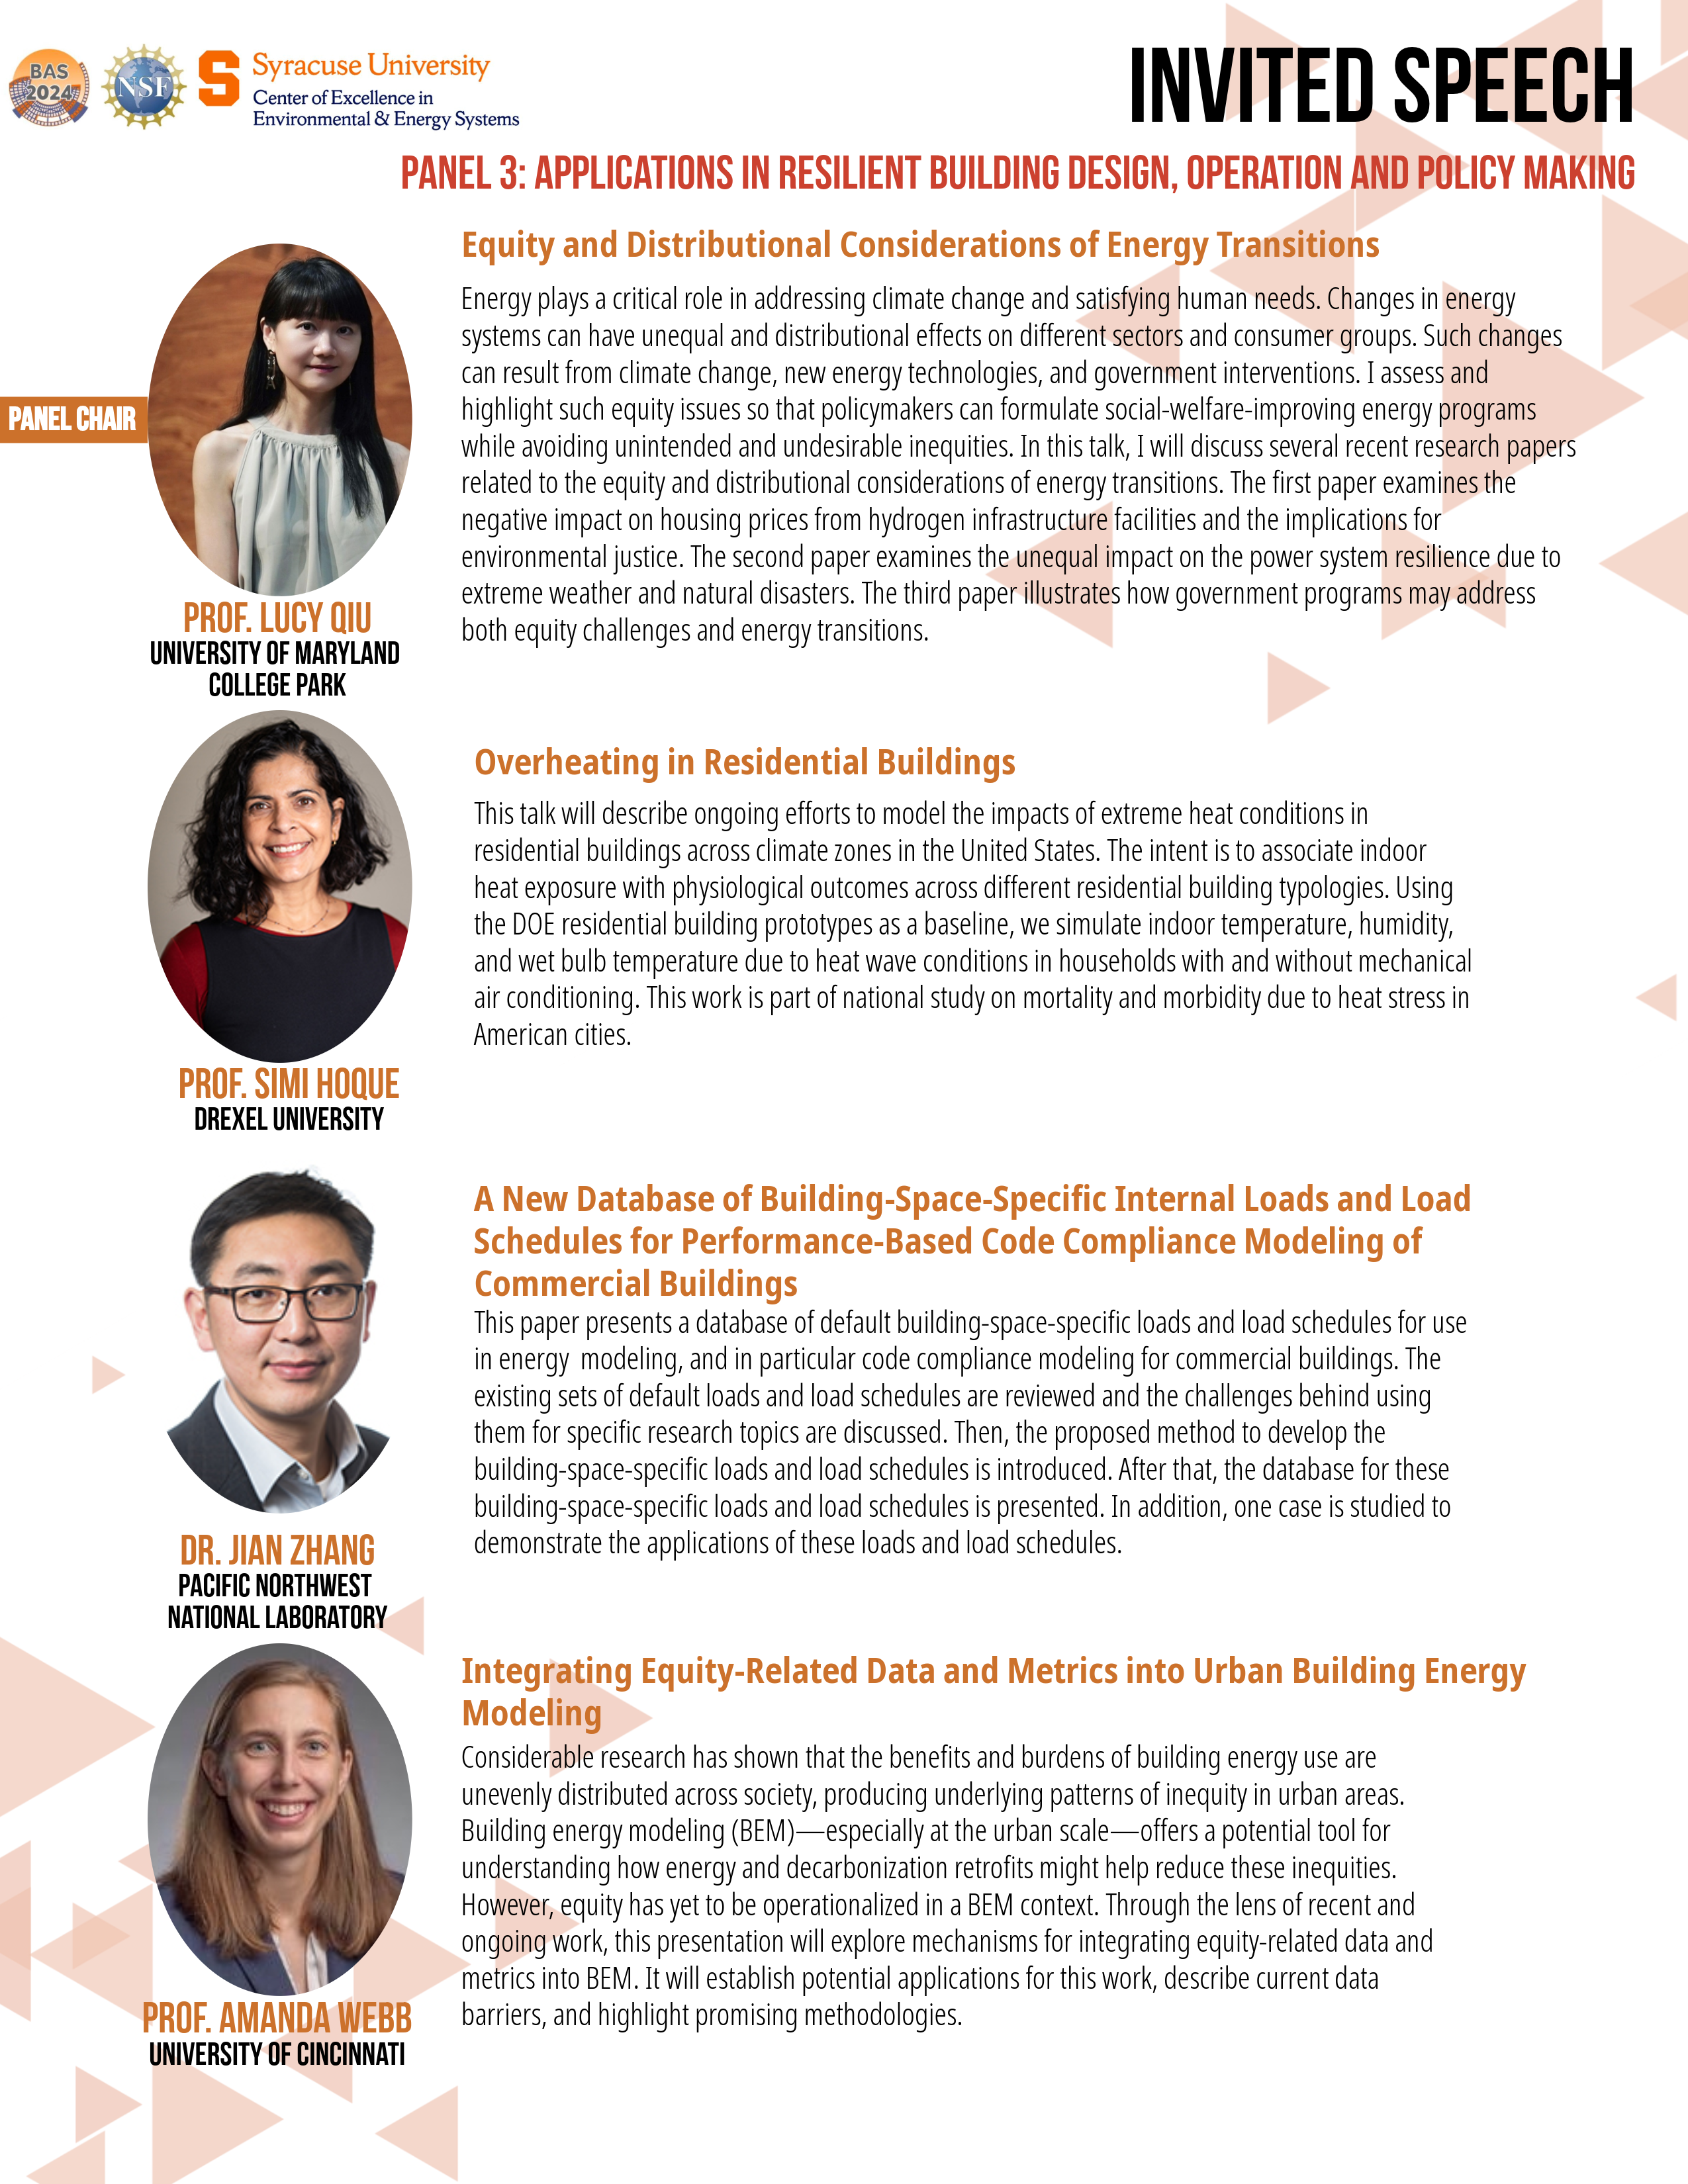 BAS
2024
NSF
S
Syracuse University
Center of Excellence in
Environmental & Energy Systems
INVITED SPEECH
PANEL 3: APPLICATIONS IN RESILIENT BUILDING DESIGN, OPERATION AND POLICY MAKING
PANEL CHAIR
PROF. LUCY QIU
UNIVERSITY OF MARYLAND
COLLEGE PARK
Equity and Distributional Considerations of Energy Transitions
Energy plays a critical role in addressing climate change and satisfying human needs. Changes in energy
systems can have unequal and distributional effects on different sectors and consumer groups. Such changes
can result from climate change, new energy technologies, and government interventions. I assess and
highlight such equity issues so that policymakers can formulate social-welfare-improving energy programs
while avoiding unintended and undesirable inequities. In this talk, I will discuss several recent research papers
related to the equity and distributional considerations of energy transitions. The first paper examines the
negative impact on housing prices from hydrogen infrastructure facilities and the implications for
environmental justice. The second paper examines the unequal impact on the power system resilience due to
extreme weather and natural disasters. The third paper illustrates how government programs may address
both equity challenges and energy transitions.
PROF. SIMI HOQUE
DREXEL UNIVERSITY
Overheating in Residential Buildings
This talk will describe ongoing efforts to model the impacts of extreme heat conditions in
residential buildings across climate zones in the United States. The intent is to associate indoor
heat exposure with physiological outcomes across different residential building typologies. Using
the DOE residential building prototypes as a baseline, we simulate indoor temperature, humidity,
and wet bulb temperature due to heat wave conditions in households with and without mechanical
air conditioning. This work is part of national study on mortality and morbidity due to heat stress in
American cities.
DR. JIAN ZHANG
PACIFIC NORTHWEST
NATIONAL LABORATORY
A New Database of Building-Space-Specific Internal Loads and Load
Schedules for Performance-Based Code Compliance Modeling of
Commercial Buildings
This paper presents a database of default building-space-specific loads and load schedules for use
in energy  modeling, and in particular code compliance modeling for commercial buildings. The
existing sets of default loads and load schedules are reviewed and the challenges behind using
them for specific research topics are discussed. Then, the proposed method to develop the
building-space-specific loads and load schedules is introduced. After that, the database for these
building-space-specific loads and load schedules is presented. In addition, one case is studied to
demonstrate the applications of these loads and load schedules.
PROF. AMANDA WEBB
UNIVERSITY OF CINCINNATI
Integrating Equity-Related Data and Metrics into Urban Building Energy
Modeling
Considerable research has shown that the benefits and burdens of building energy use are
unevenly distributed across society, producing underlying patterns of inequity in urban areas.
Building energy modeling (BEM)—especially at the urban scale—offers a potential tool for
understanding how energy and decarbonization retrofits might help reduce these inequities.
However, equity has yet to be operationalized in a BEM context. Through the lens of recent and
ongoing work, this presentation will explore mechanisms for integrating equity-related data and
metrics into BEM. It will establish potential applications for this work, describe current data
barriers, and highlight promising methodologies.